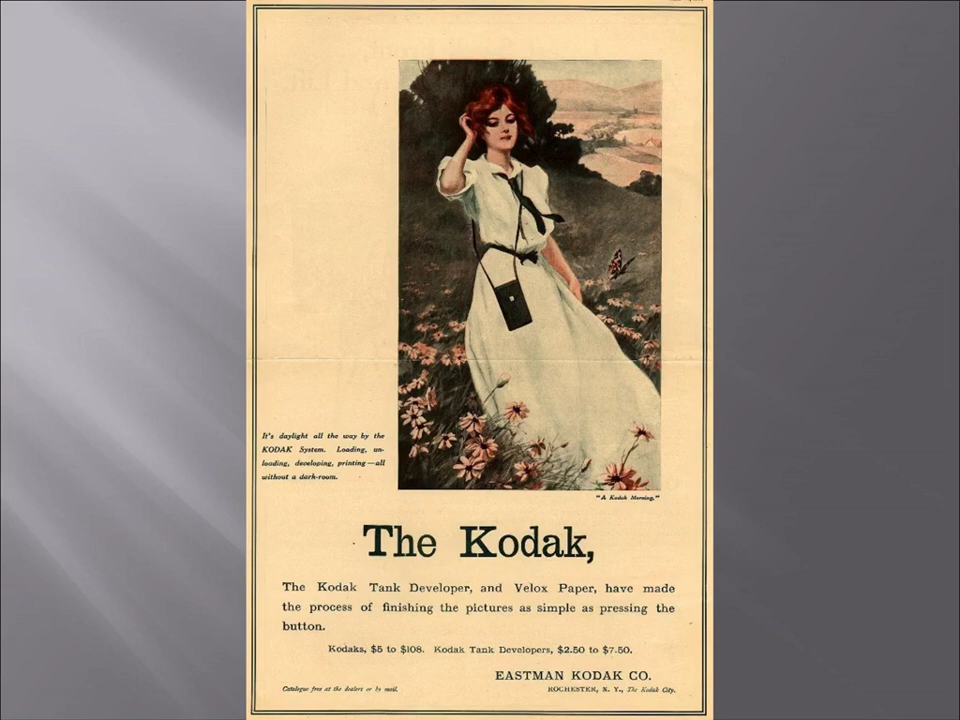 It's daylight all the way by the
KODAK System. Loading, un-
loading, developing, printing—all
without a dark-room.
"A Kodak Morning."
The Kodak,
The Kodak Tank Developer, and Velox Paper, have made
the process of finishing the pictures as simple as pressing the
button.
Kodaks, $5 to $108. Kodak Tank Developers, $2.50 to $7.50.
EASTMAN KODAK CO.
Catalogue free at the dealers or by mail.
ROCHESTER, N. Y., The Kodak City.